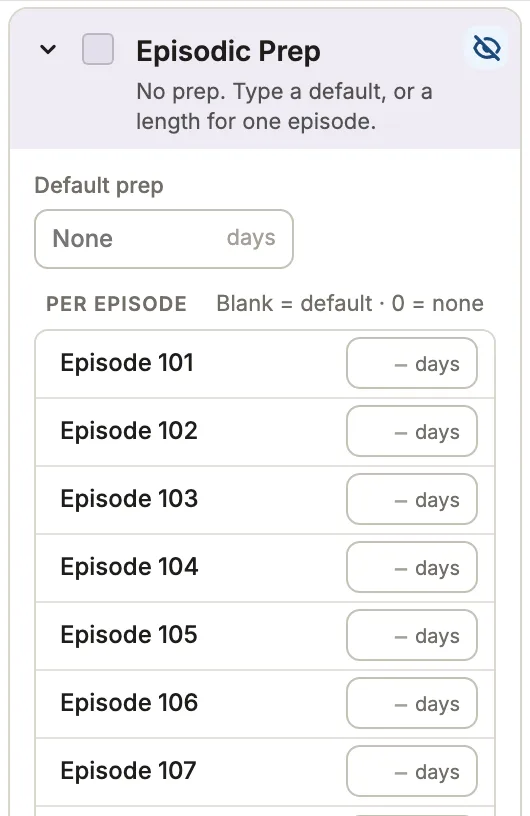 Episodic Prep
No prep. Type a default, or a
length for one episode.
Default prep
None days
PER EPISODE Blank = default · 0 = none
Episode 101 – days
Episode 102 – days
Episode 103 – days
Episode 104 – days
Episode 105 – days
Episode 106 – days
Episode 107 – days